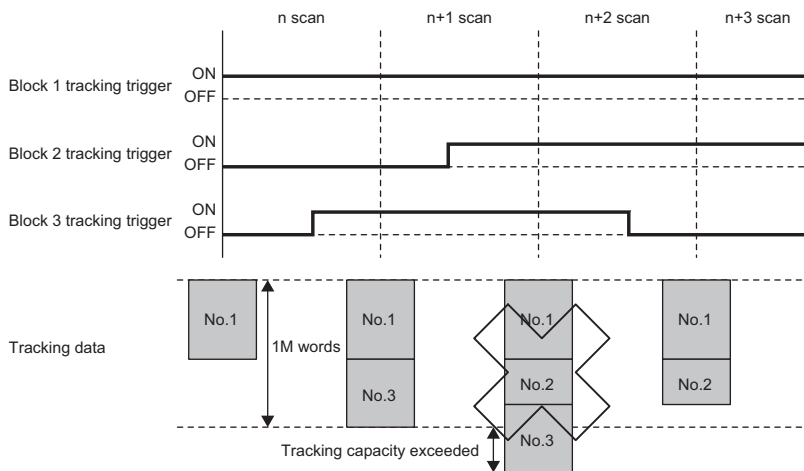 n scan n+1 scan n+2 scan n+3 scan
Block 1 tracking trigger ON
OFF
Block 2 tracking trigger ON
OFF
Block 3 tracking trigger ON
OFF
Tracking data
No.1
1M words
No.1
No.3
No.1
No.2
No.3
No.1
No.2
Tracking capacity exceeded